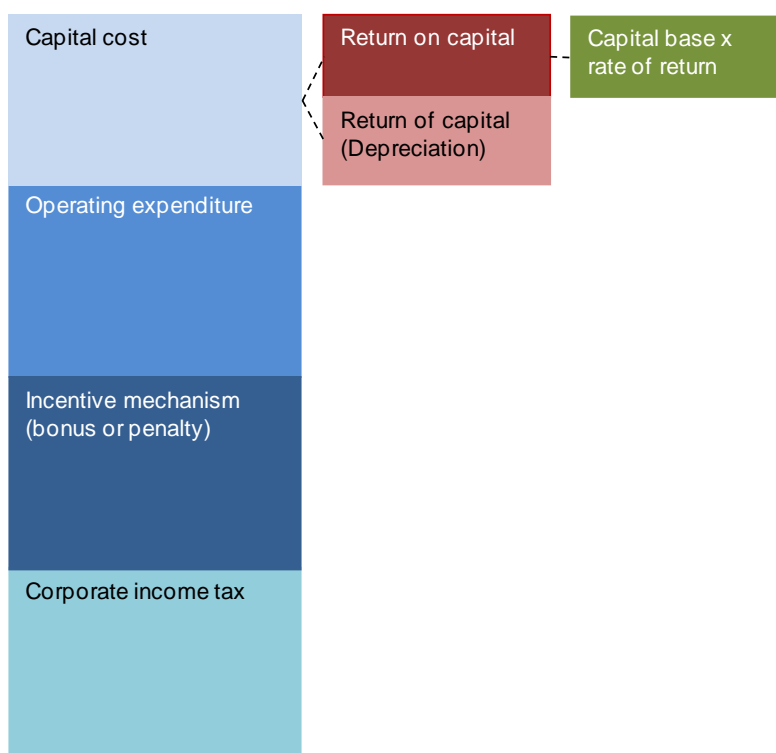 Capital cost
Return on capital
Capital base x
rate of return
Return of capital
(Depreciation)
Operating expenditure
Incentive mechanism
(bonus or penalty)
Corporate income tax